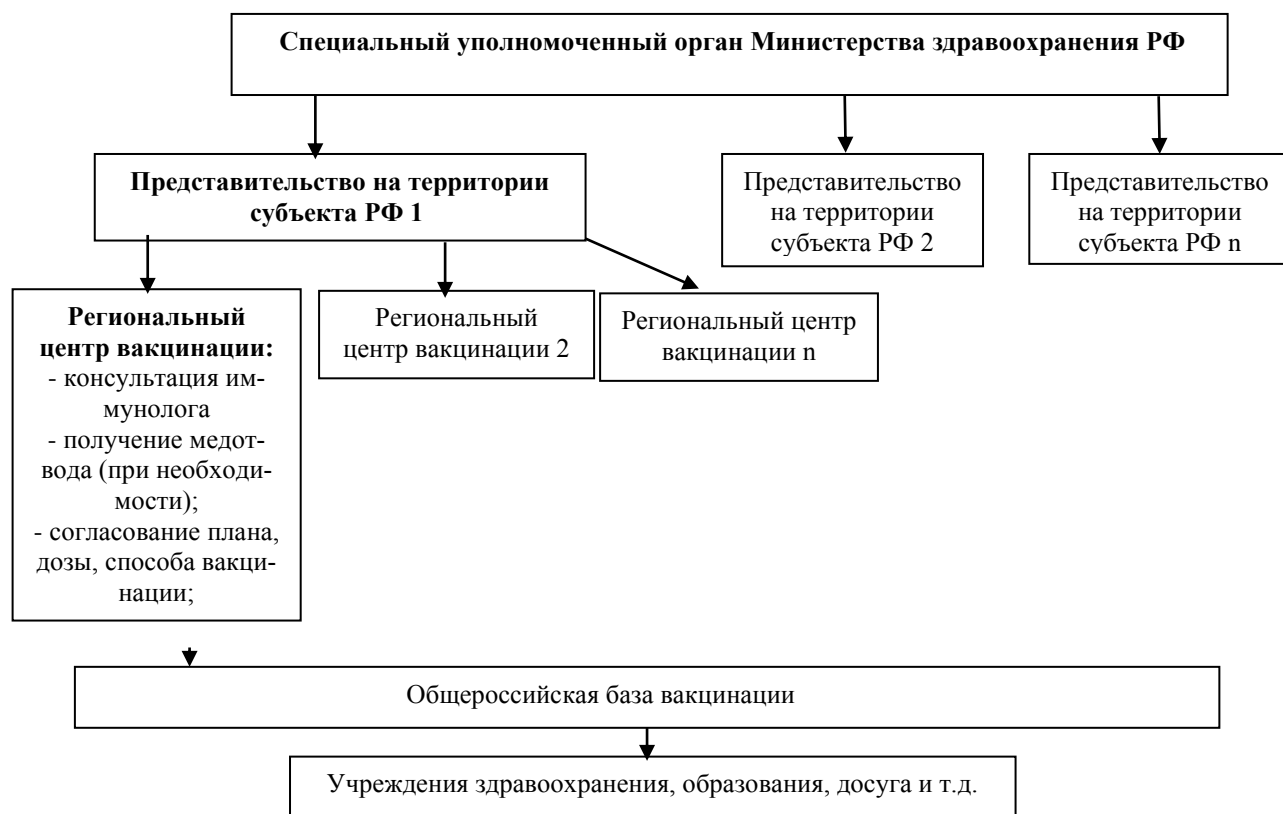 Специальный уполномоченный орган Министерства здравоохранения РФ
Представительство на территории
субъекта РФ 1
Представительство
на территории
субъекта РФ 2
Представительство
на территории
субъекта РФ n
Региональный
центр вакцинации:
- консультация им-
мунолога
- получение медот-
вода (при необходи-
мости);
- согласование плана,
дозы, способа вакци-
нации;
Региональный
центр вакцинации 2
Региональный центр
вакцинации n
Общероссийская база вакцинации
Учреждения здравоохранения, образования, досуга и т.д.